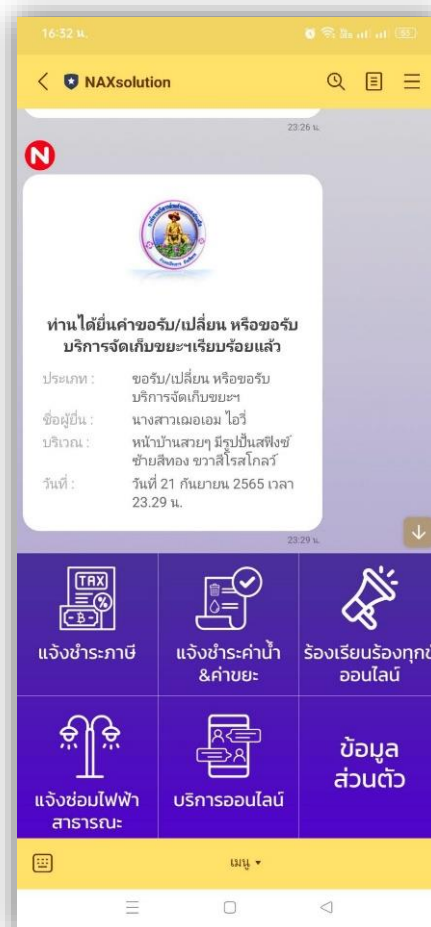 16:32 น.
NAXsolution
23:26 น.
N
ท่านได้ยื่นคำขอรับ/เปลี่ยน หรือขอรับ
บริการจัดเก็บขยะฯเรียบร้อยแล้ว
ประเภท : ขอรับ/เปลี่ยน หรือขอรับ
บริการจัดเก็บขยะฯ
ชื่อผู้ยื่น : นางสาวเฌอเอม ไอวี่
บริเวณ : หน้าบ้านสวยๆ มีรูปปั้นสฟิงซ์
ซ้ายสีทอง ขวาสีโรสโกลว์
วันที่ : วันที่ 21 กันยายน 2565 เวลา
23.29 น.
23:29 น.
TAX
แจ้งชำระภาษี
แจ้งชำระค่าน้ำ
&ค่าขยะ
ร้องเรียนร้องทุกข์
ออนไลน์
แจ้งซ่อมไฟฟ้า
สาธารณะ
บริการออนไลน์
ข้อมูล
ส่วนตัว
เมนู